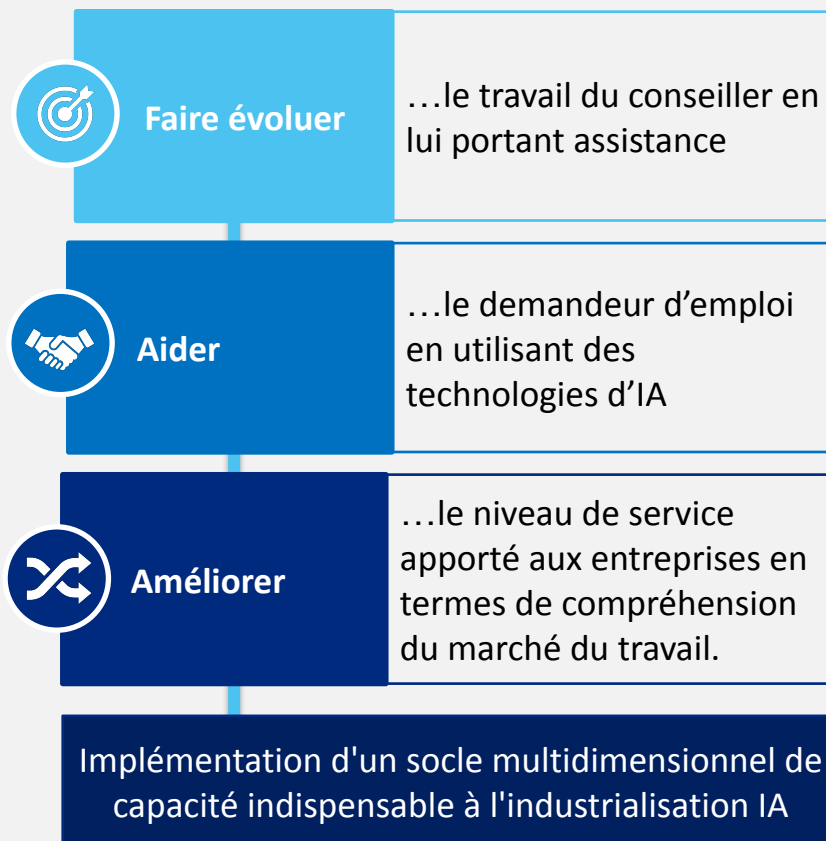 Faire évoluer
…le travail du conseiller en
lui portant assistance
Aider
…le demandeur d’emploi
en utilisant des
technologies d’IA
Améliorer
…le niveau de service
apporté aux entreprises en
termes de compréhension
du marché du travail.
Implémentation d'un socle multidimensionnel de
capacité indispensable à l'industrialisation IA